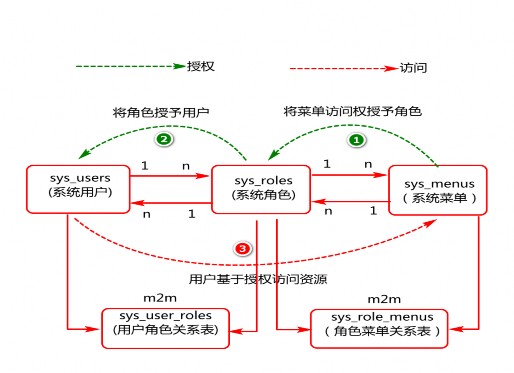 授权
访问
将角色授予用户
将菜单访问权授予角色
2
1
sys_users
(系统用户)
1 n
n 1
sys_roles
(系统角色)
1 n
n 1
sys_menus
(系统菜单)
3
用户基于授权访问资源
m2m
m2m
sys_user_roles
(用户角色关系表)
sys_role_menus
(角色菜单关系表)